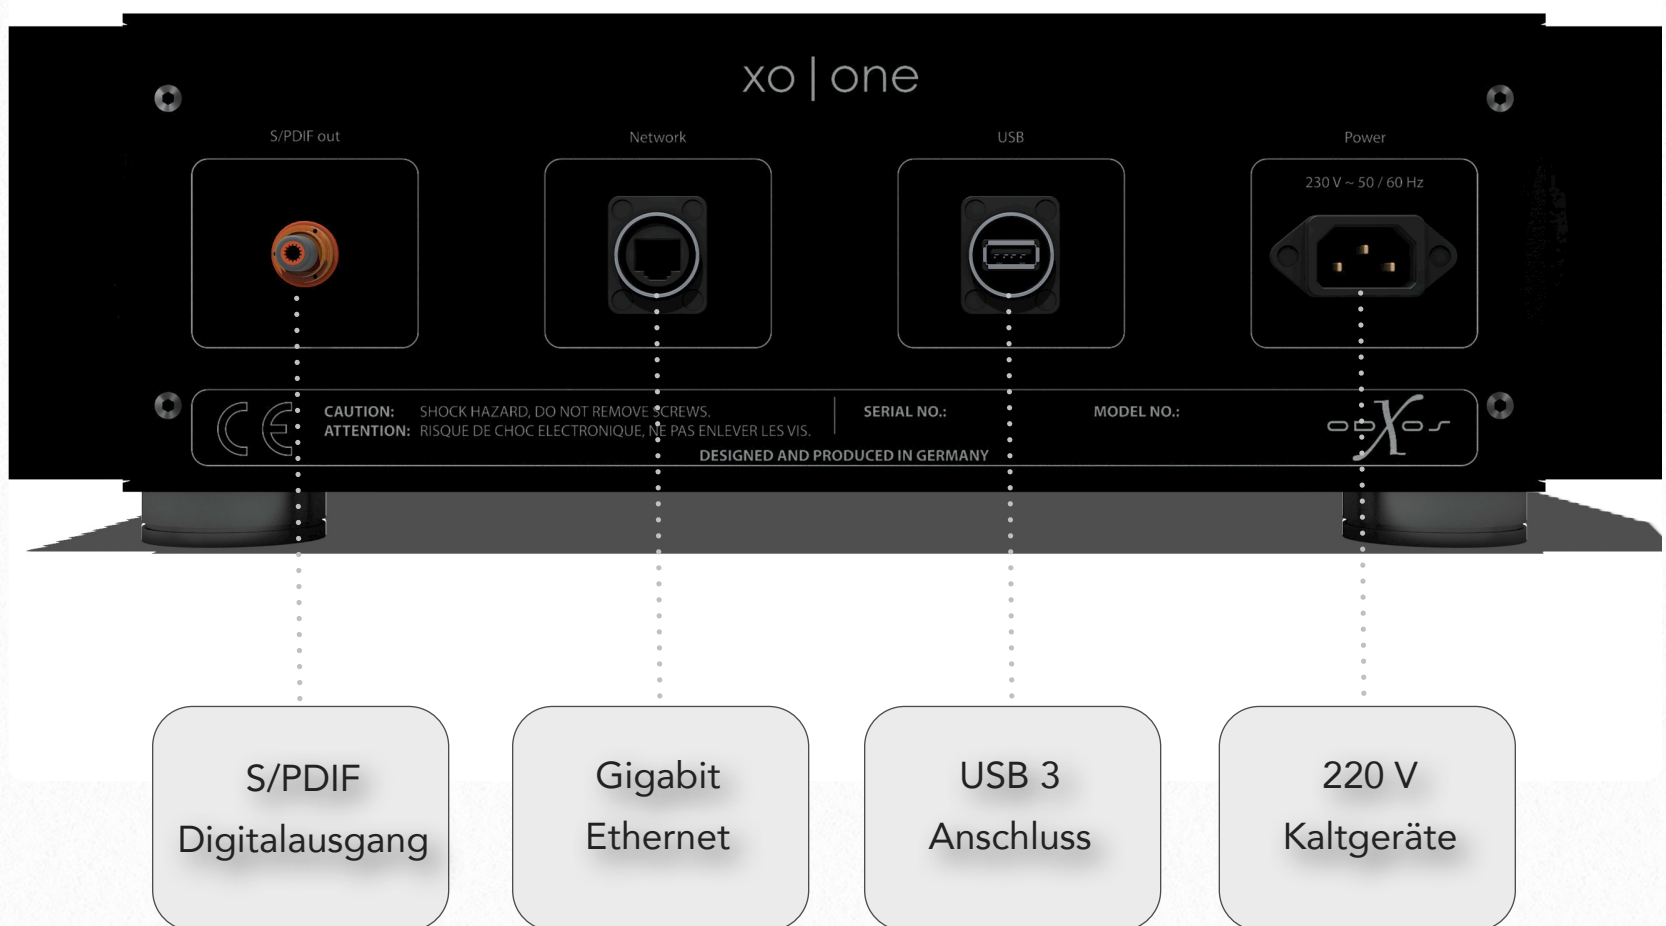 xo | one
S/PDIF out
Network
USB
Power
230 V ~ 50 / 60 Hz
CE
CAUTION: SHOCK HAZARD, DO NOT REMOVE SCREWS.
ATTENTION: RISQUE DE CHOC ELECTRONIQUE, NE PAS ENLEVER LES VIS.
SERIAL NO.:
MODEL NO.:
DESIGNED AND PRODUCED IN GERMANY
ODXOS
S/PDIF
Digitalausgang
Gigabit
Ethernet
USB 3
Anschluss
220 V
Kaltgeräte